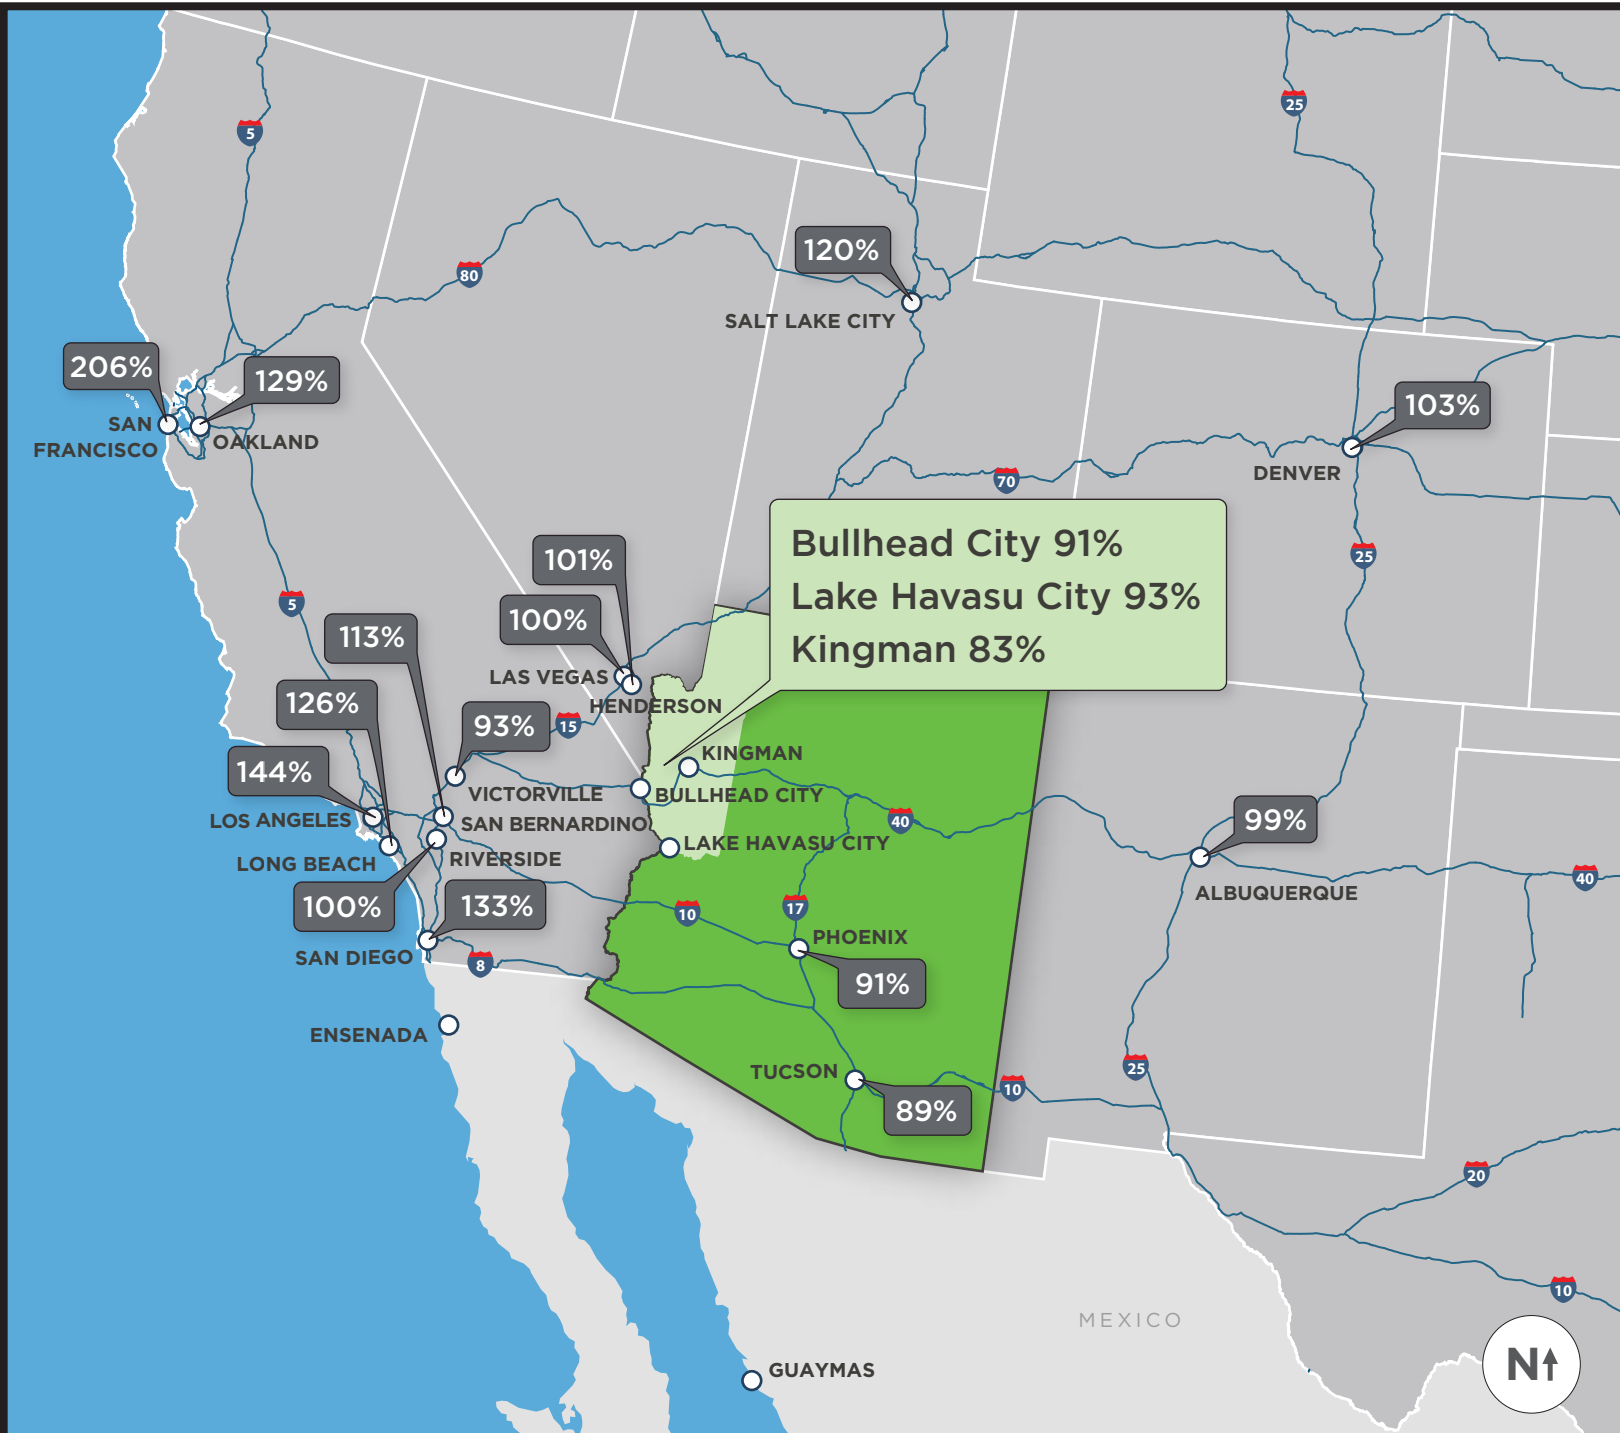 25
5
120%
80
SALT LAKE CITY
206%
129%
103%
SAN
FRANCISCO
OAKLAND
DENVER
70
Bullhead City 91%
Lake Havasu City 93%
Kingman 83%
101%
25
5
100%
113%
LAS VEGAS
HENDERSON
126%
93%
15
KINGMAN
144%
VICTORVILLE
BULLHEAD CITY
LOS ANGELES
SAN BERNARDINO
40
99%
LONG BEACH
RIVERSIDE
LAKE HAVASU CITY
40
ALBUQUERQUE
100%
133%
10
17
PHOENIX
SAN DIEGO
8
91%
ENSENADA
TUCSON
25
10
89%
20
10
MEXICO
GUAYMAS
N